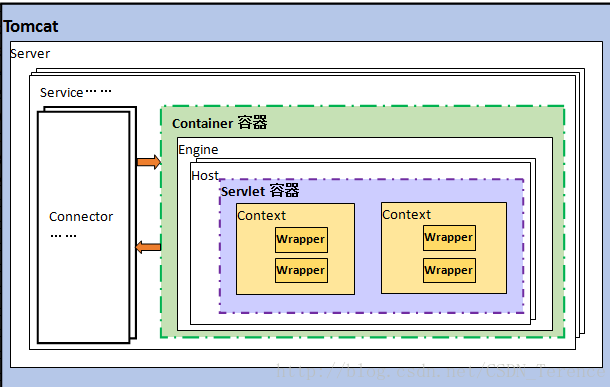 Tomcat
Server
Service……
Container 容器
Engine
Host
Servlet 容器
Connector
……
Context
Wrapper
Wrapper
Context
Wrapper
Wrapper